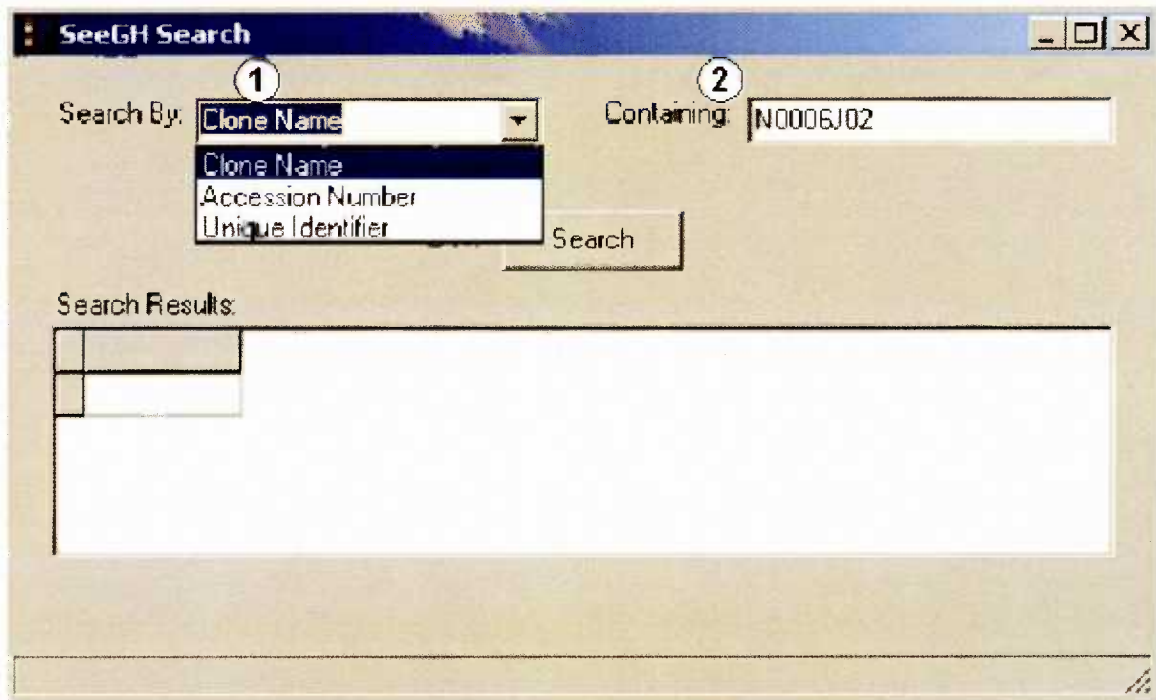 SeeGH Search
1
2
Search By: Clone Name
Containing: N0006J02
Clone Name
Accession Number
Unique Identifier
Search
Search Results: